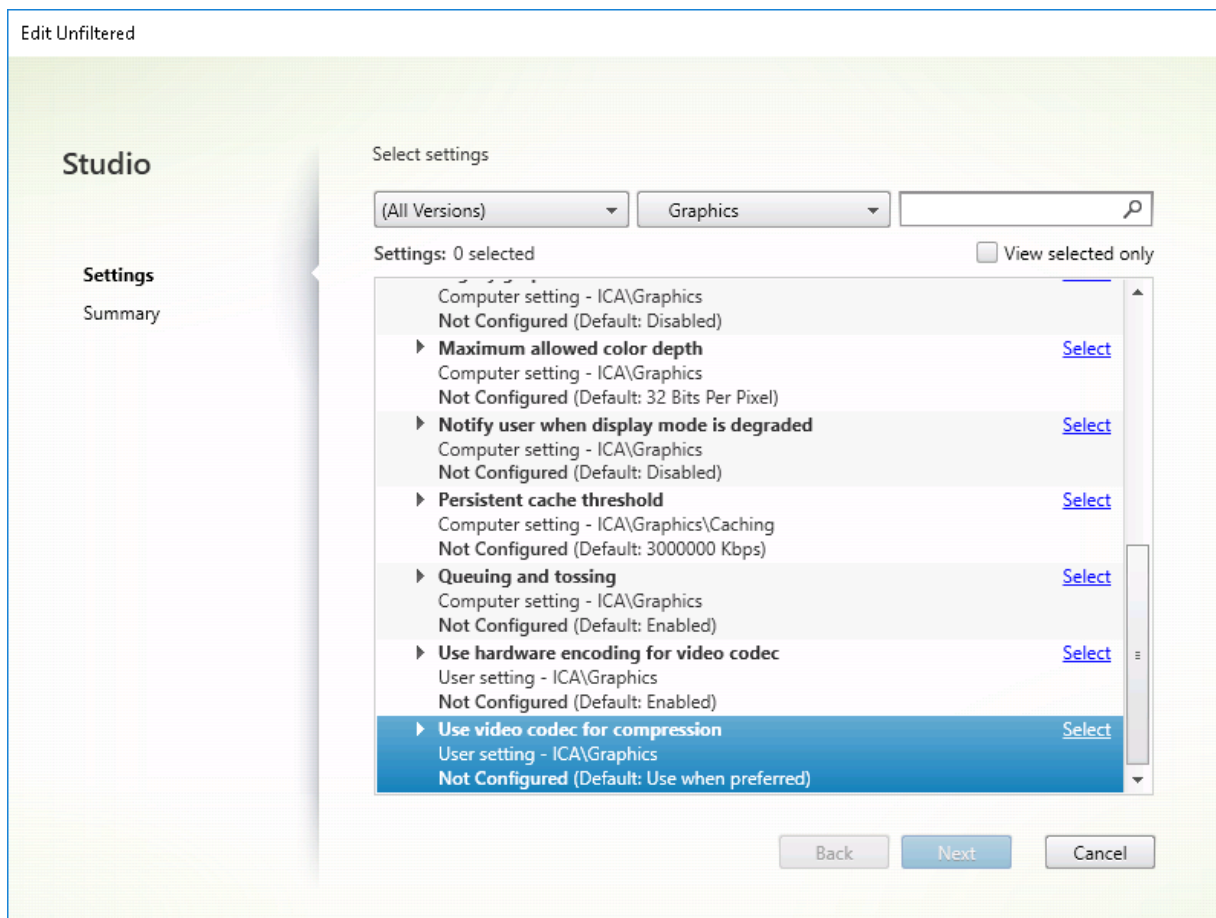 Edit Unfiltered
Studio
Settings
Summary
Select settings
(All Versions)
Graphics
Settings: 0 selected
View selected only
Computer setting - ICA\Graphics
Not Configured (Default: Disabled)
Maximum allowed color depth Select
Computer setting - ICA\Graphics
Not Configured (Default: 32 Bits Per Pixel)
Notify user when display mode is degraded Select
Computer setting - ICA\Graphics
Not Configured (Default: Disabled)
Persistent cache threshold Select
Computer setting - ICA\Graphics\Caching
Not Configured (Default: 3000000 Kbps)
Queuing and tossing Select
Computer setting - ICA\Graphics
Not Configured (Default: Enabled)
Use hardware encoding for video codec Select
User setting - ICA\Graphics
Not Configured (Default: Enabled)
Use video codec for compression Select
User setting - ICA\Graphics
Not Configured (Default: Use when preferred)
Back
Next
Cancel